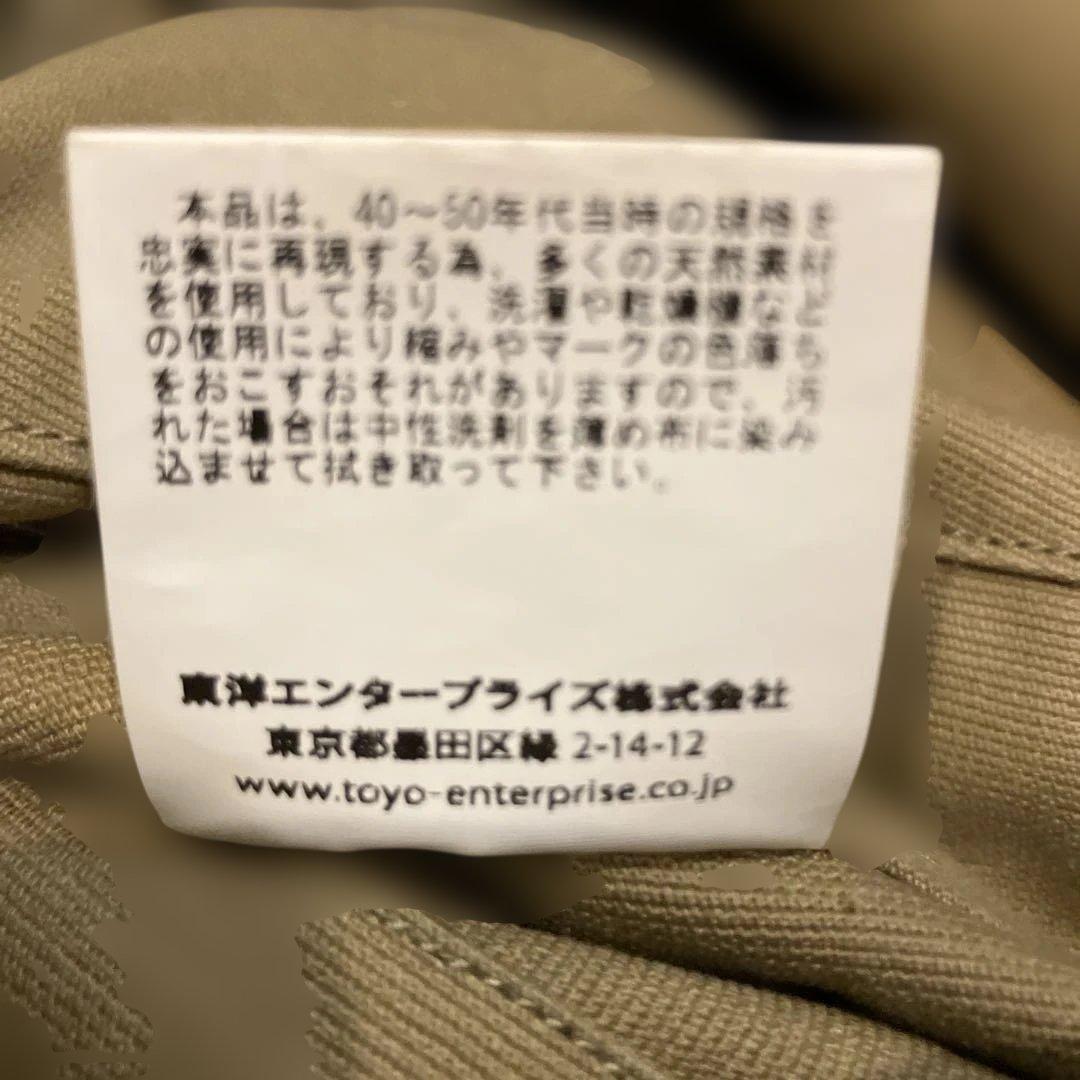 本品は、40〜50年代当時の規格を
忠実に再現する為、多くの天然素材
を使用しており、洗濯や乾燥機など
の使用により縮みやマークの色落ち
をおこすおそれがありますので、汚
れた場合は中性洗剤を薄め布に染み
込ませて拭き取って下さい。
東洋エンタープライズ株式会社
東京都墨田区緑 2-14-12
www.toyo-enterprise.co.jp